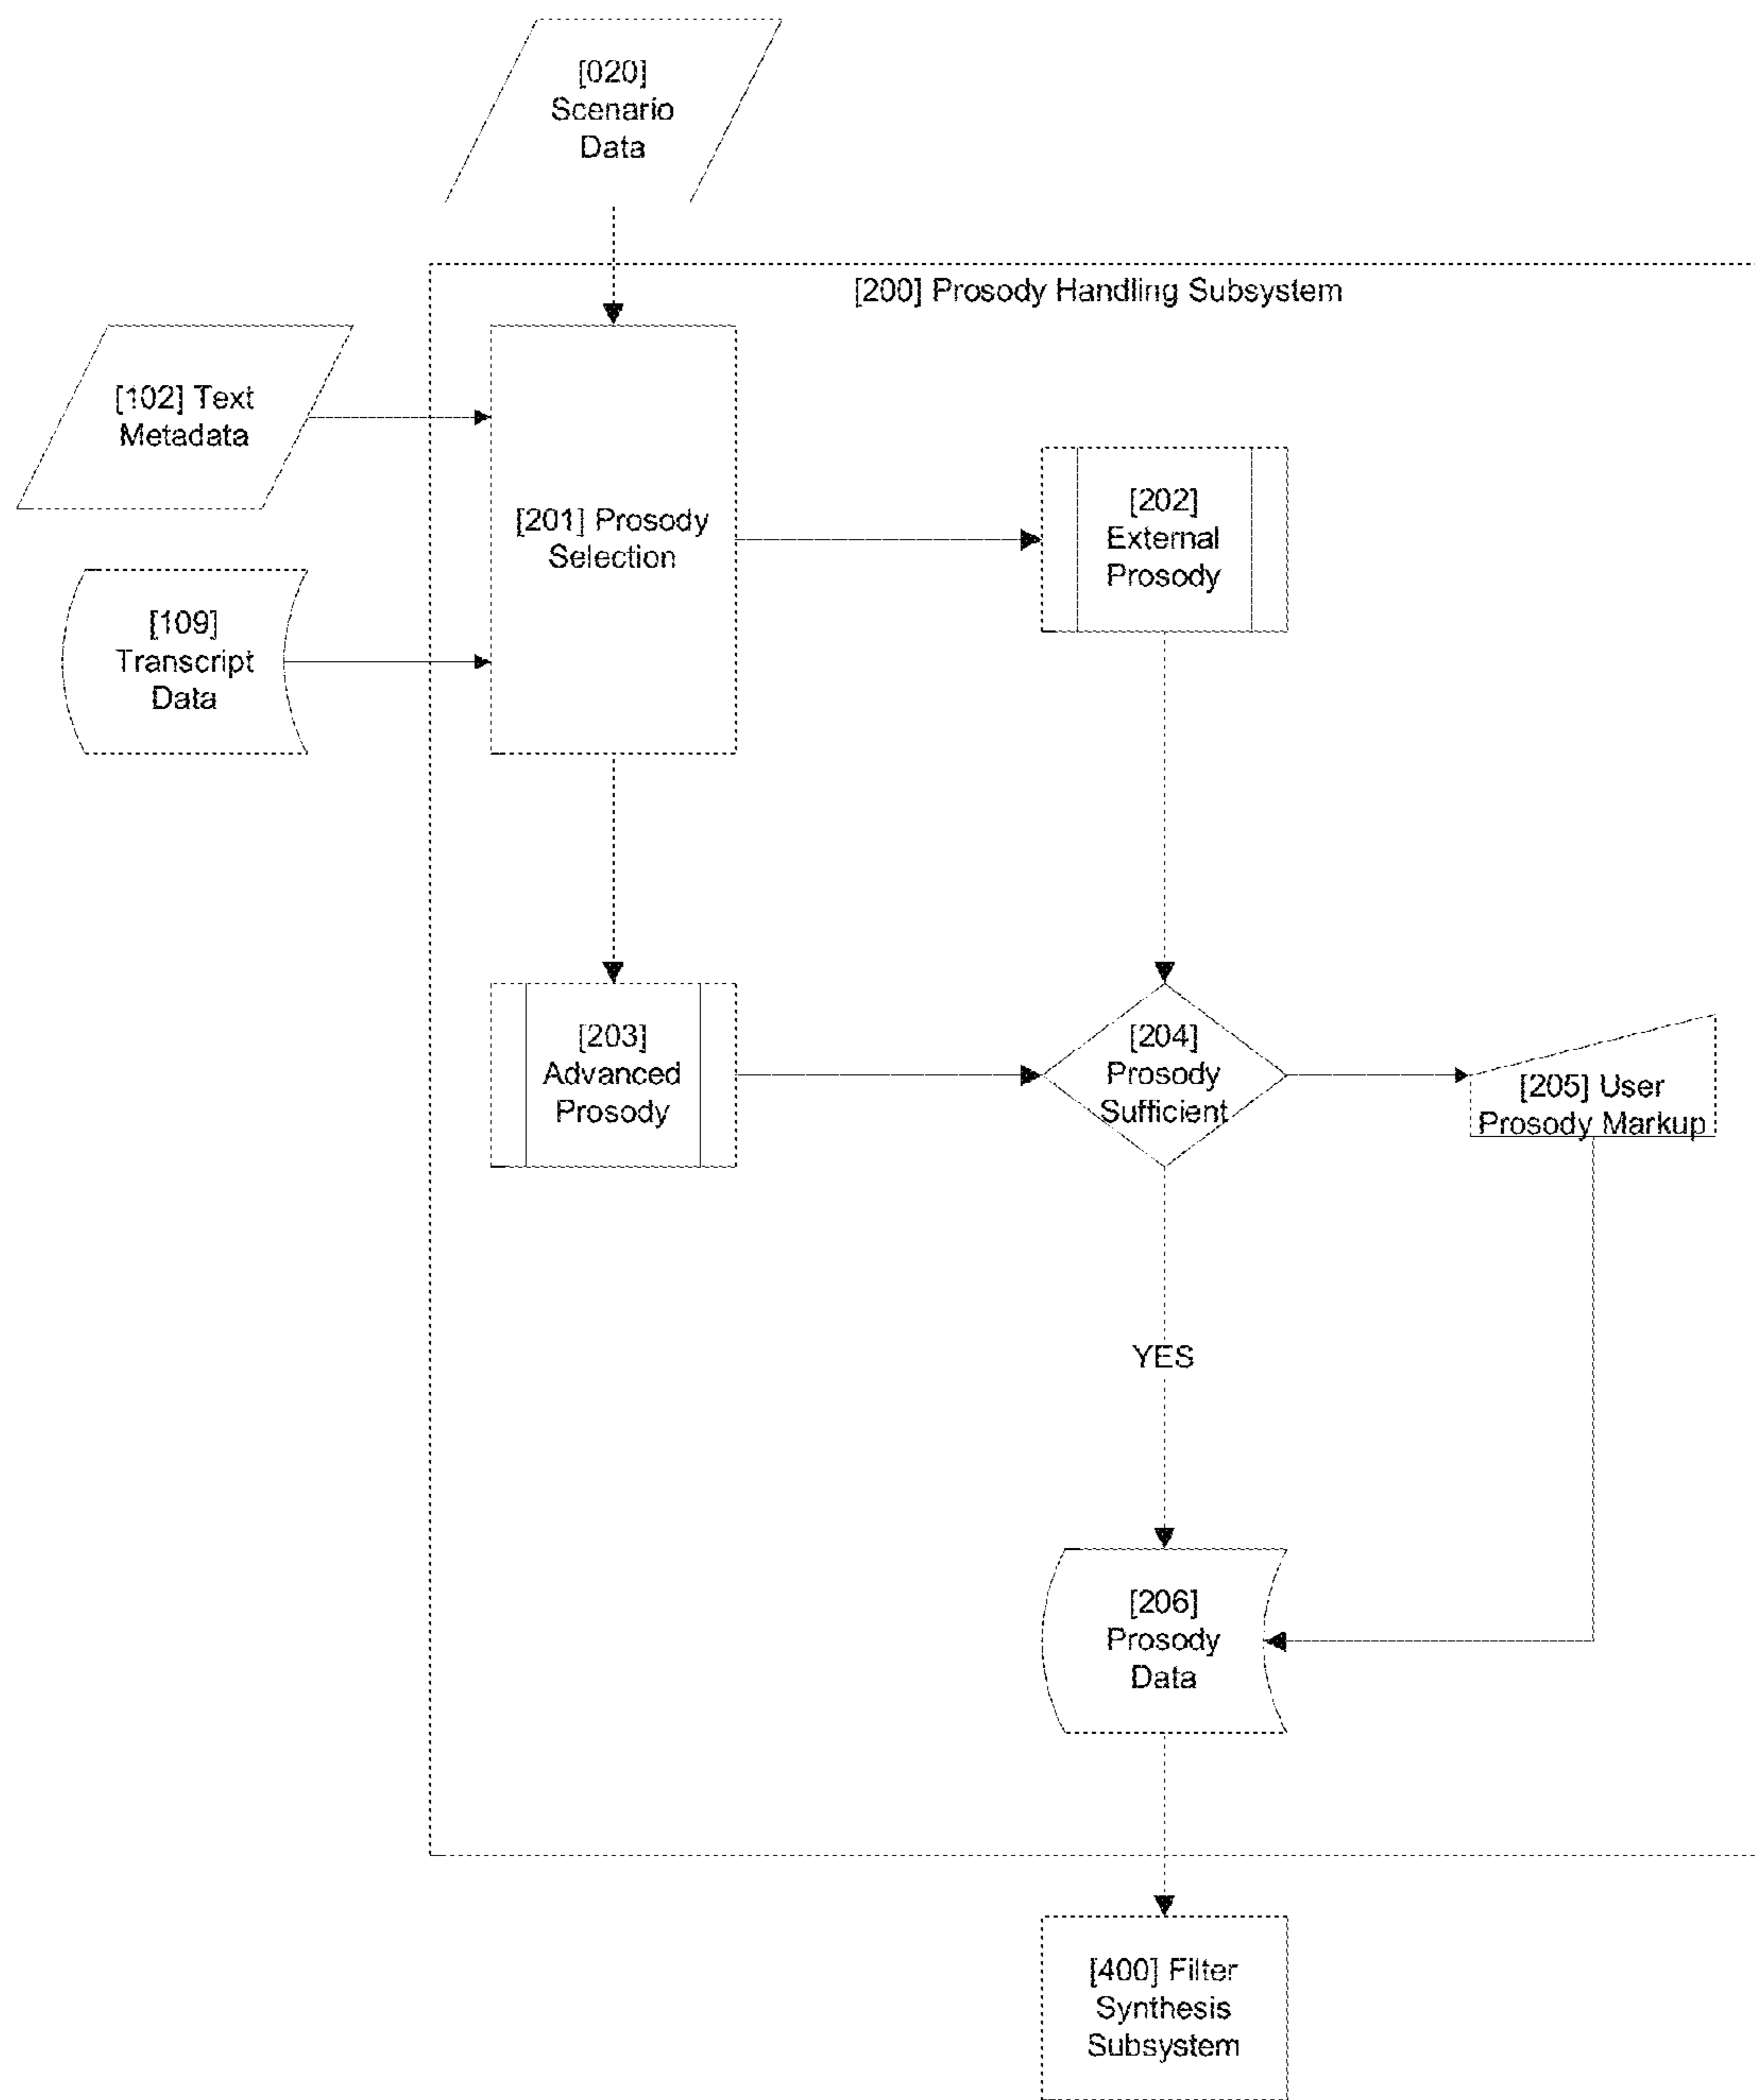 [020]
Scenario
Data
[200] Prosody Handling Subsystem
[102] Text
Metadata
[201] Prosody
Selection
[202]
External
Prosody
[109]
Transcript
Data
[203]
Advanced
Prosody
[204]
Prosody
Sufficient
[205] User
Prosody Markup
YES
[206]
Prosody
Data
[400] Filter
Synthesis
Subsystem